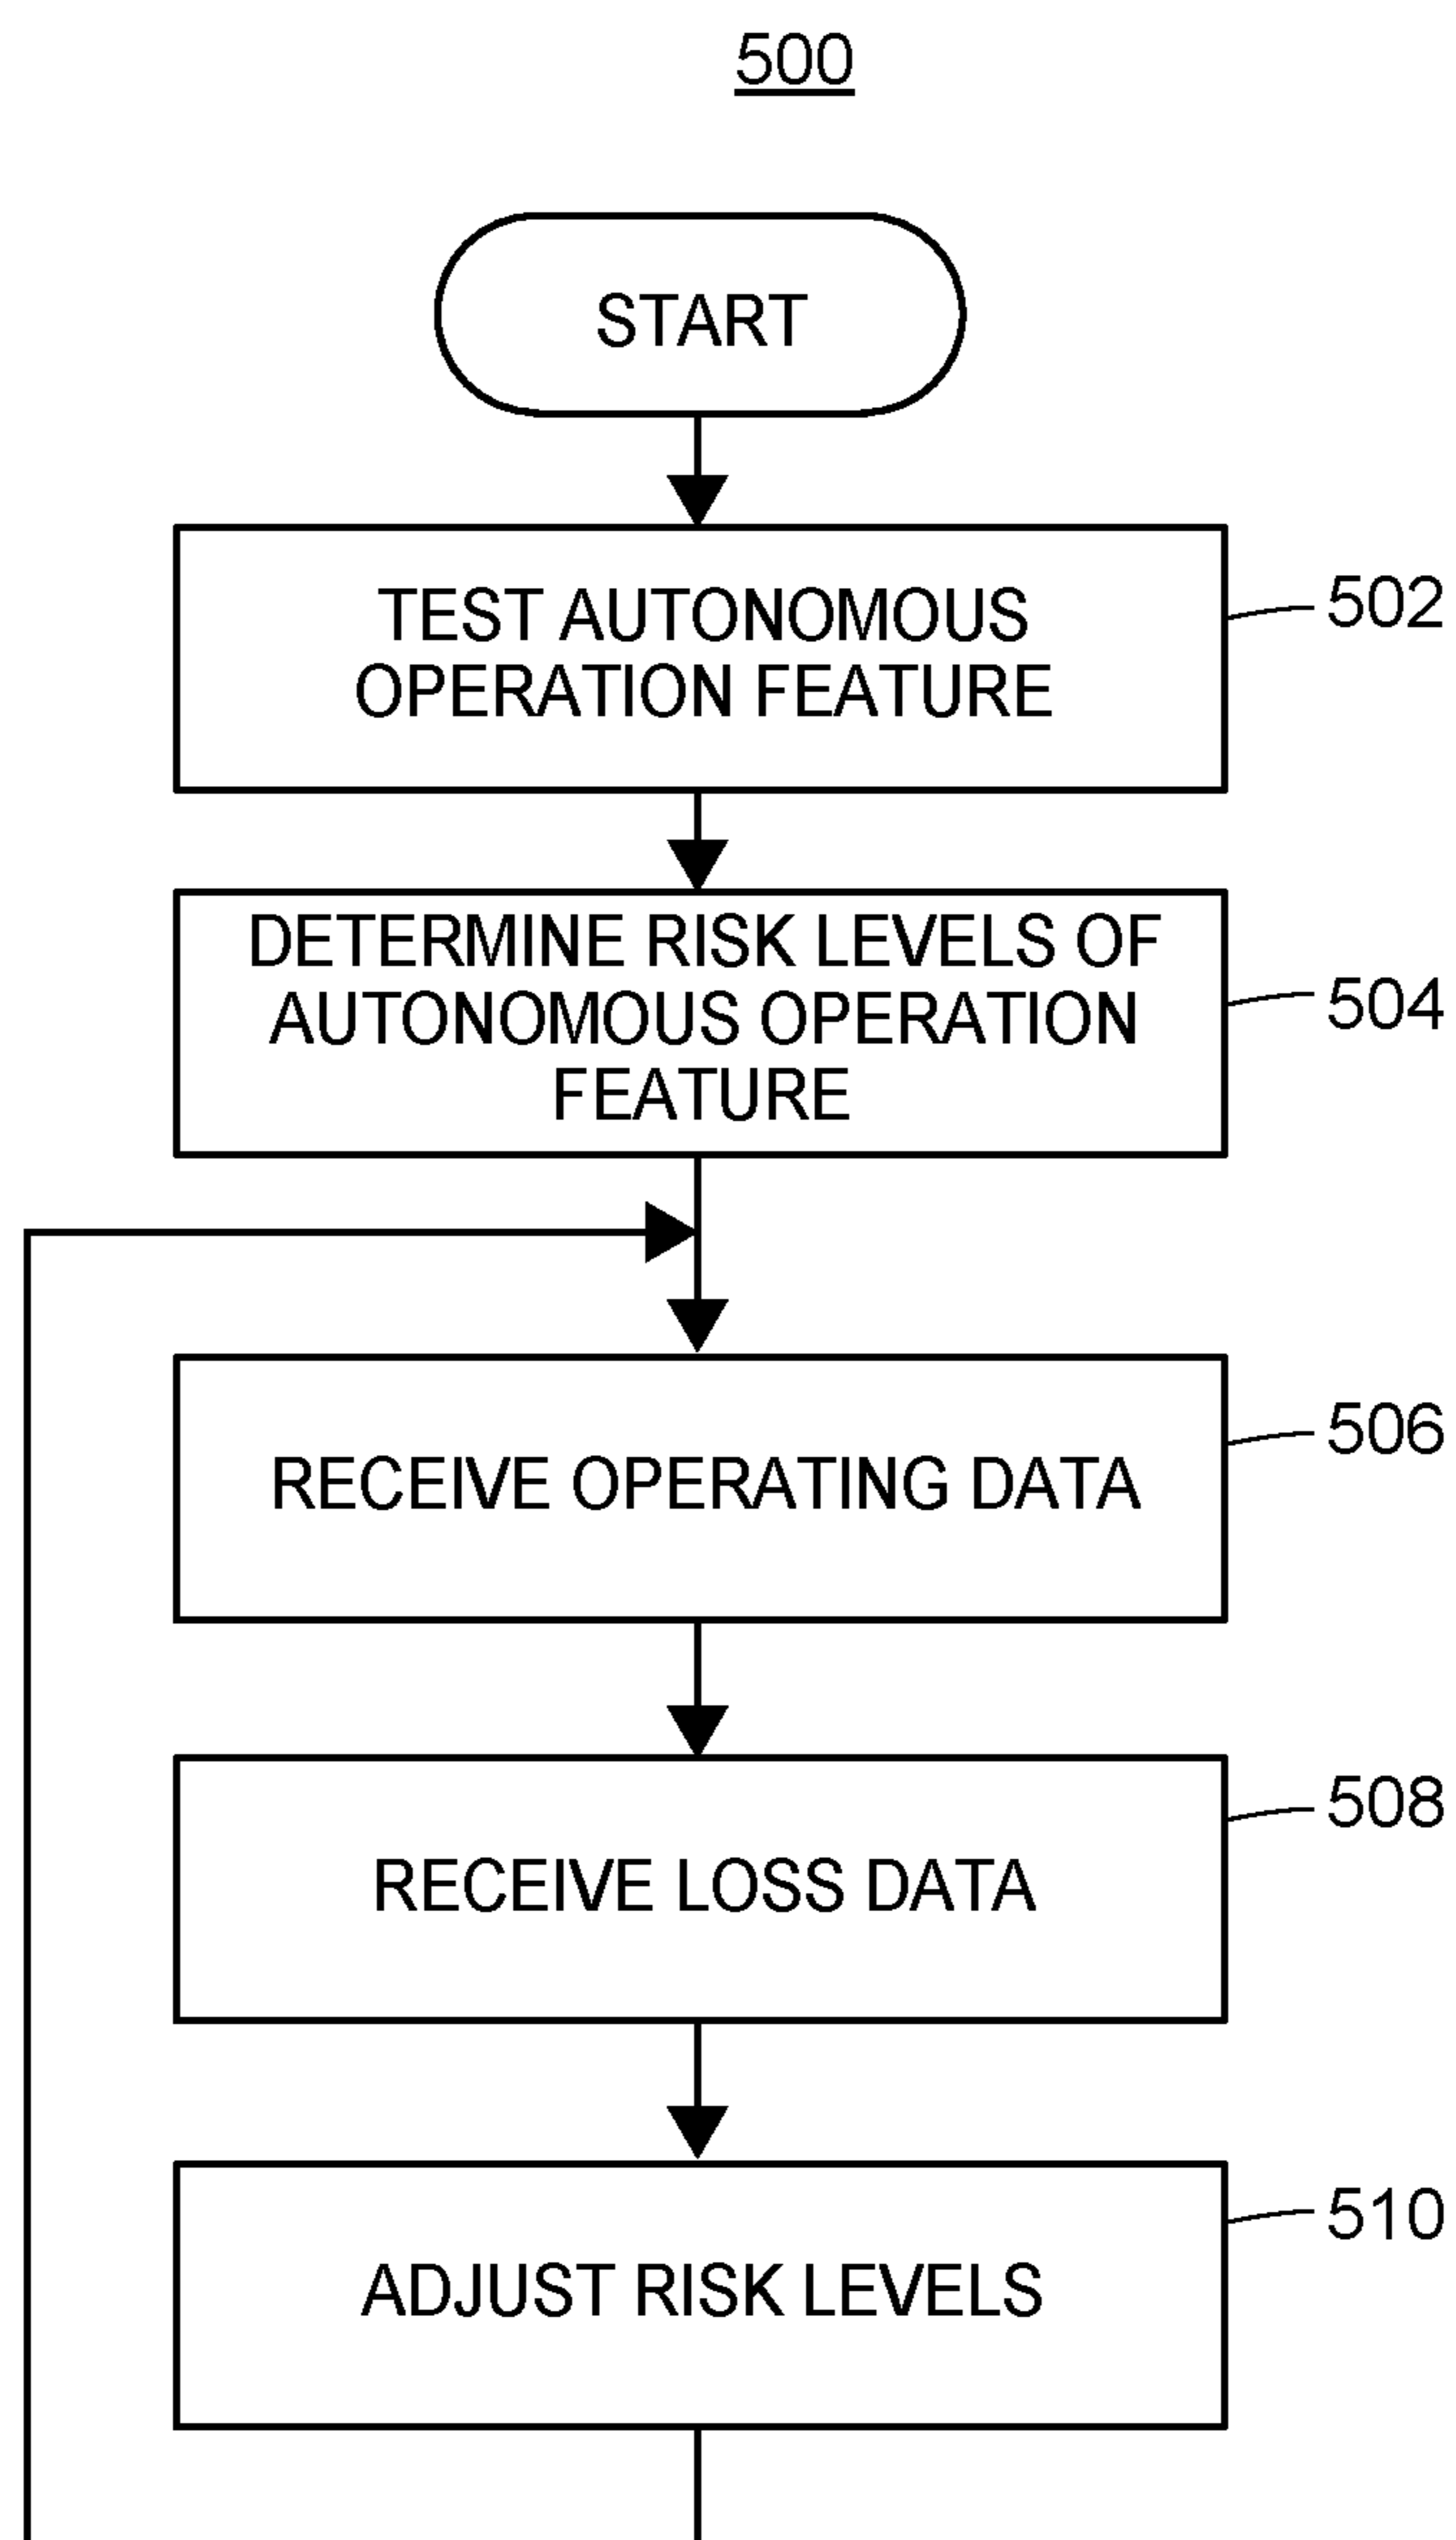 500
START
TEST AUTONOMOUS
OPERATION FEATURE
502
DETERMINE RISK LEVELS OF
AUTONOMOUS OPERATION
FEATURE
504
RECEIVE OPERATING DATA
506
RECEIVE LOSS DATA
508
ADJUST RISK LEVELS
510